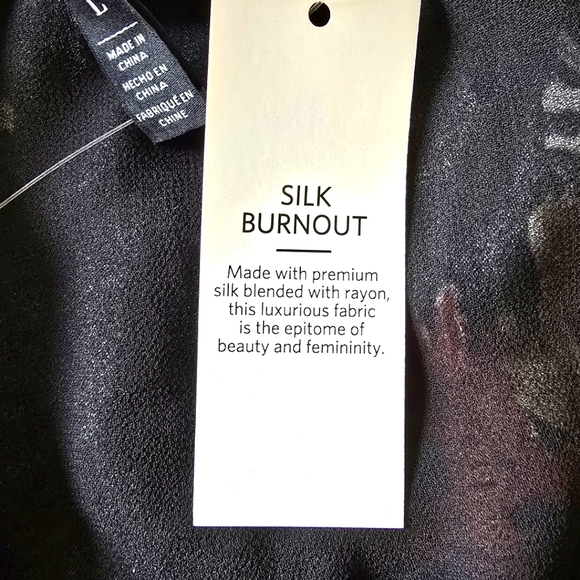 L
MADE IN
CHINA
HECHO EN
CHINA
FABRIQUÉ EN
CHINE
SILK
BURNOUT
Made with premium
silk blended with rayon,
this luxurious fabric
is the epitome of
beauty and femininity.